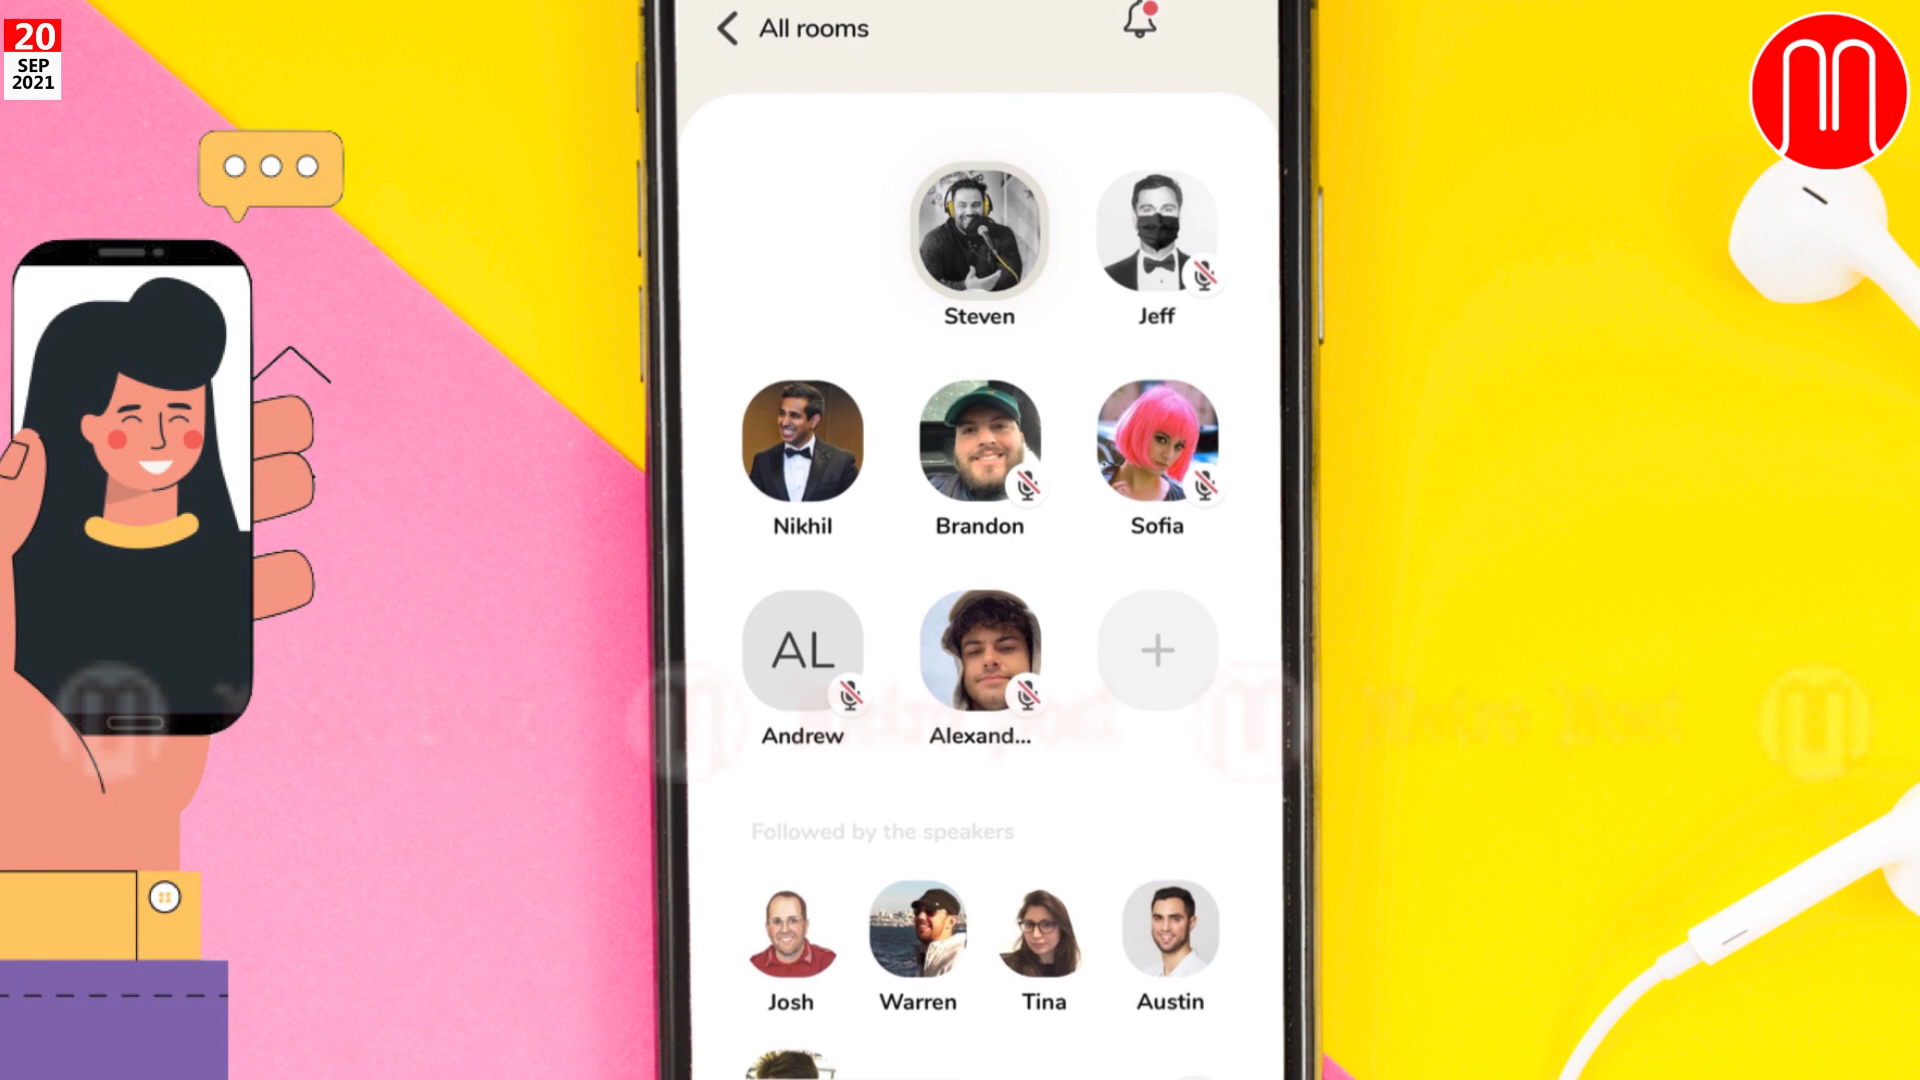 20
SEP
2021
All rooms
Steven
Jeff
Nikhil
Brandon
Sofia
AL
Andrew
Alexand...
Followed by the speakers
Josh
Warren
Tina
Austin